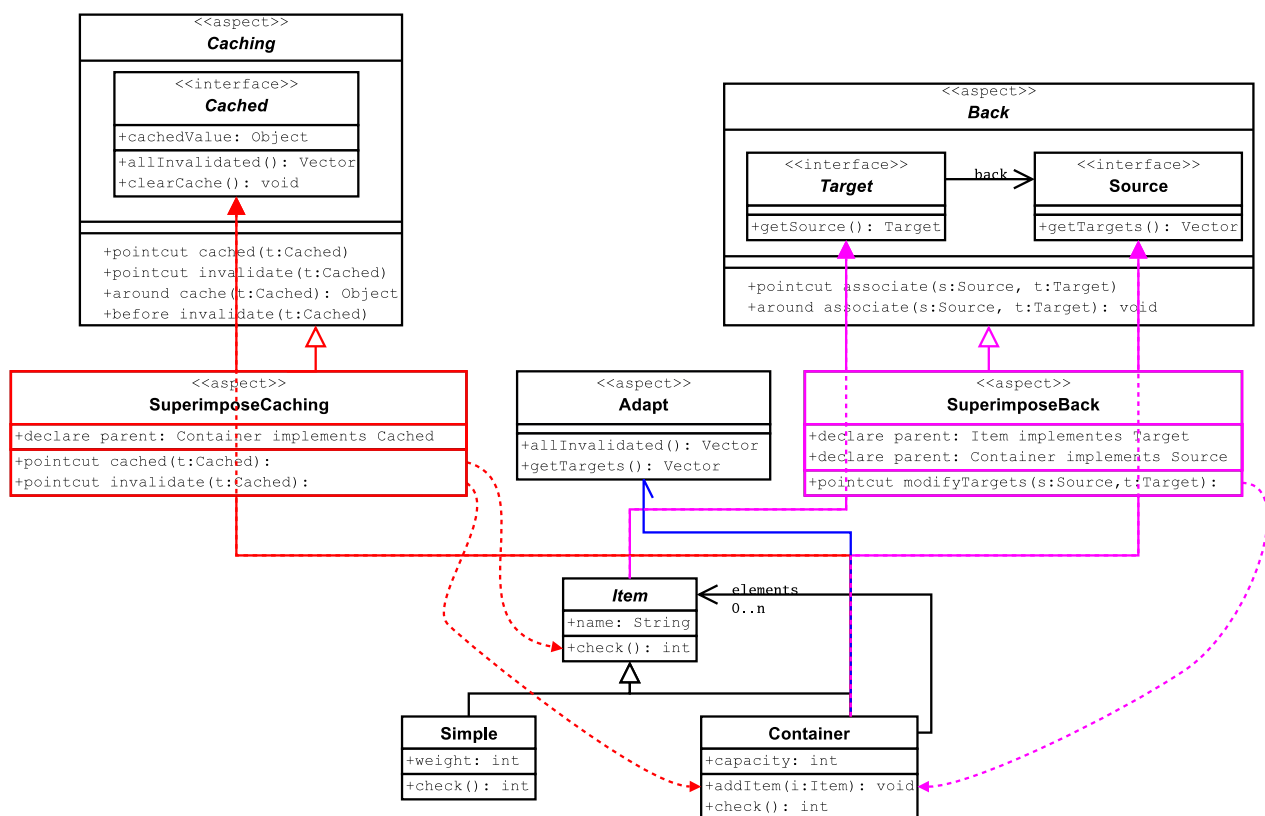 <<aspect>>
Caching
<<interface>>
Cached
+cachedValue: Object
+allInvalidated(): Vector
+clearCache(): void
+pointcut cached(t:Cached)
+pointcut invalidate(t:Cached)
+around cache(t:Cached): Object
+before invalidate(t:Cached)
<<aspect>>
Back
<<interface>>
Target
+getSource(): Target
back
<<interface>>
Source
+getTargets(): Vector
+pointcut associate(s:Source, t:Target)
+around associate(s:Source, t:Target): void
<<aspect>>
SuperimposeCaching
+declare parent: Container implements Cached
+pointcut cached(t:Cached):
+pointcut invalidate(t:Cached):
<<aspect>>
Adapt
+allInvalidated(): Vector
+getTargets(): Vector
<<aspect>>
SuperimposeBack
+declare parent: Item implementes Target
+declare parent: Container implements Source
+pointcut modifyTargets(s:Source,t:Target):
Item
+name: String
+check(): int
elements
0..n
Simple
+weight: int
+check(): int
Container
+capacity: int
+addItem(i:Item): void
+check(): int